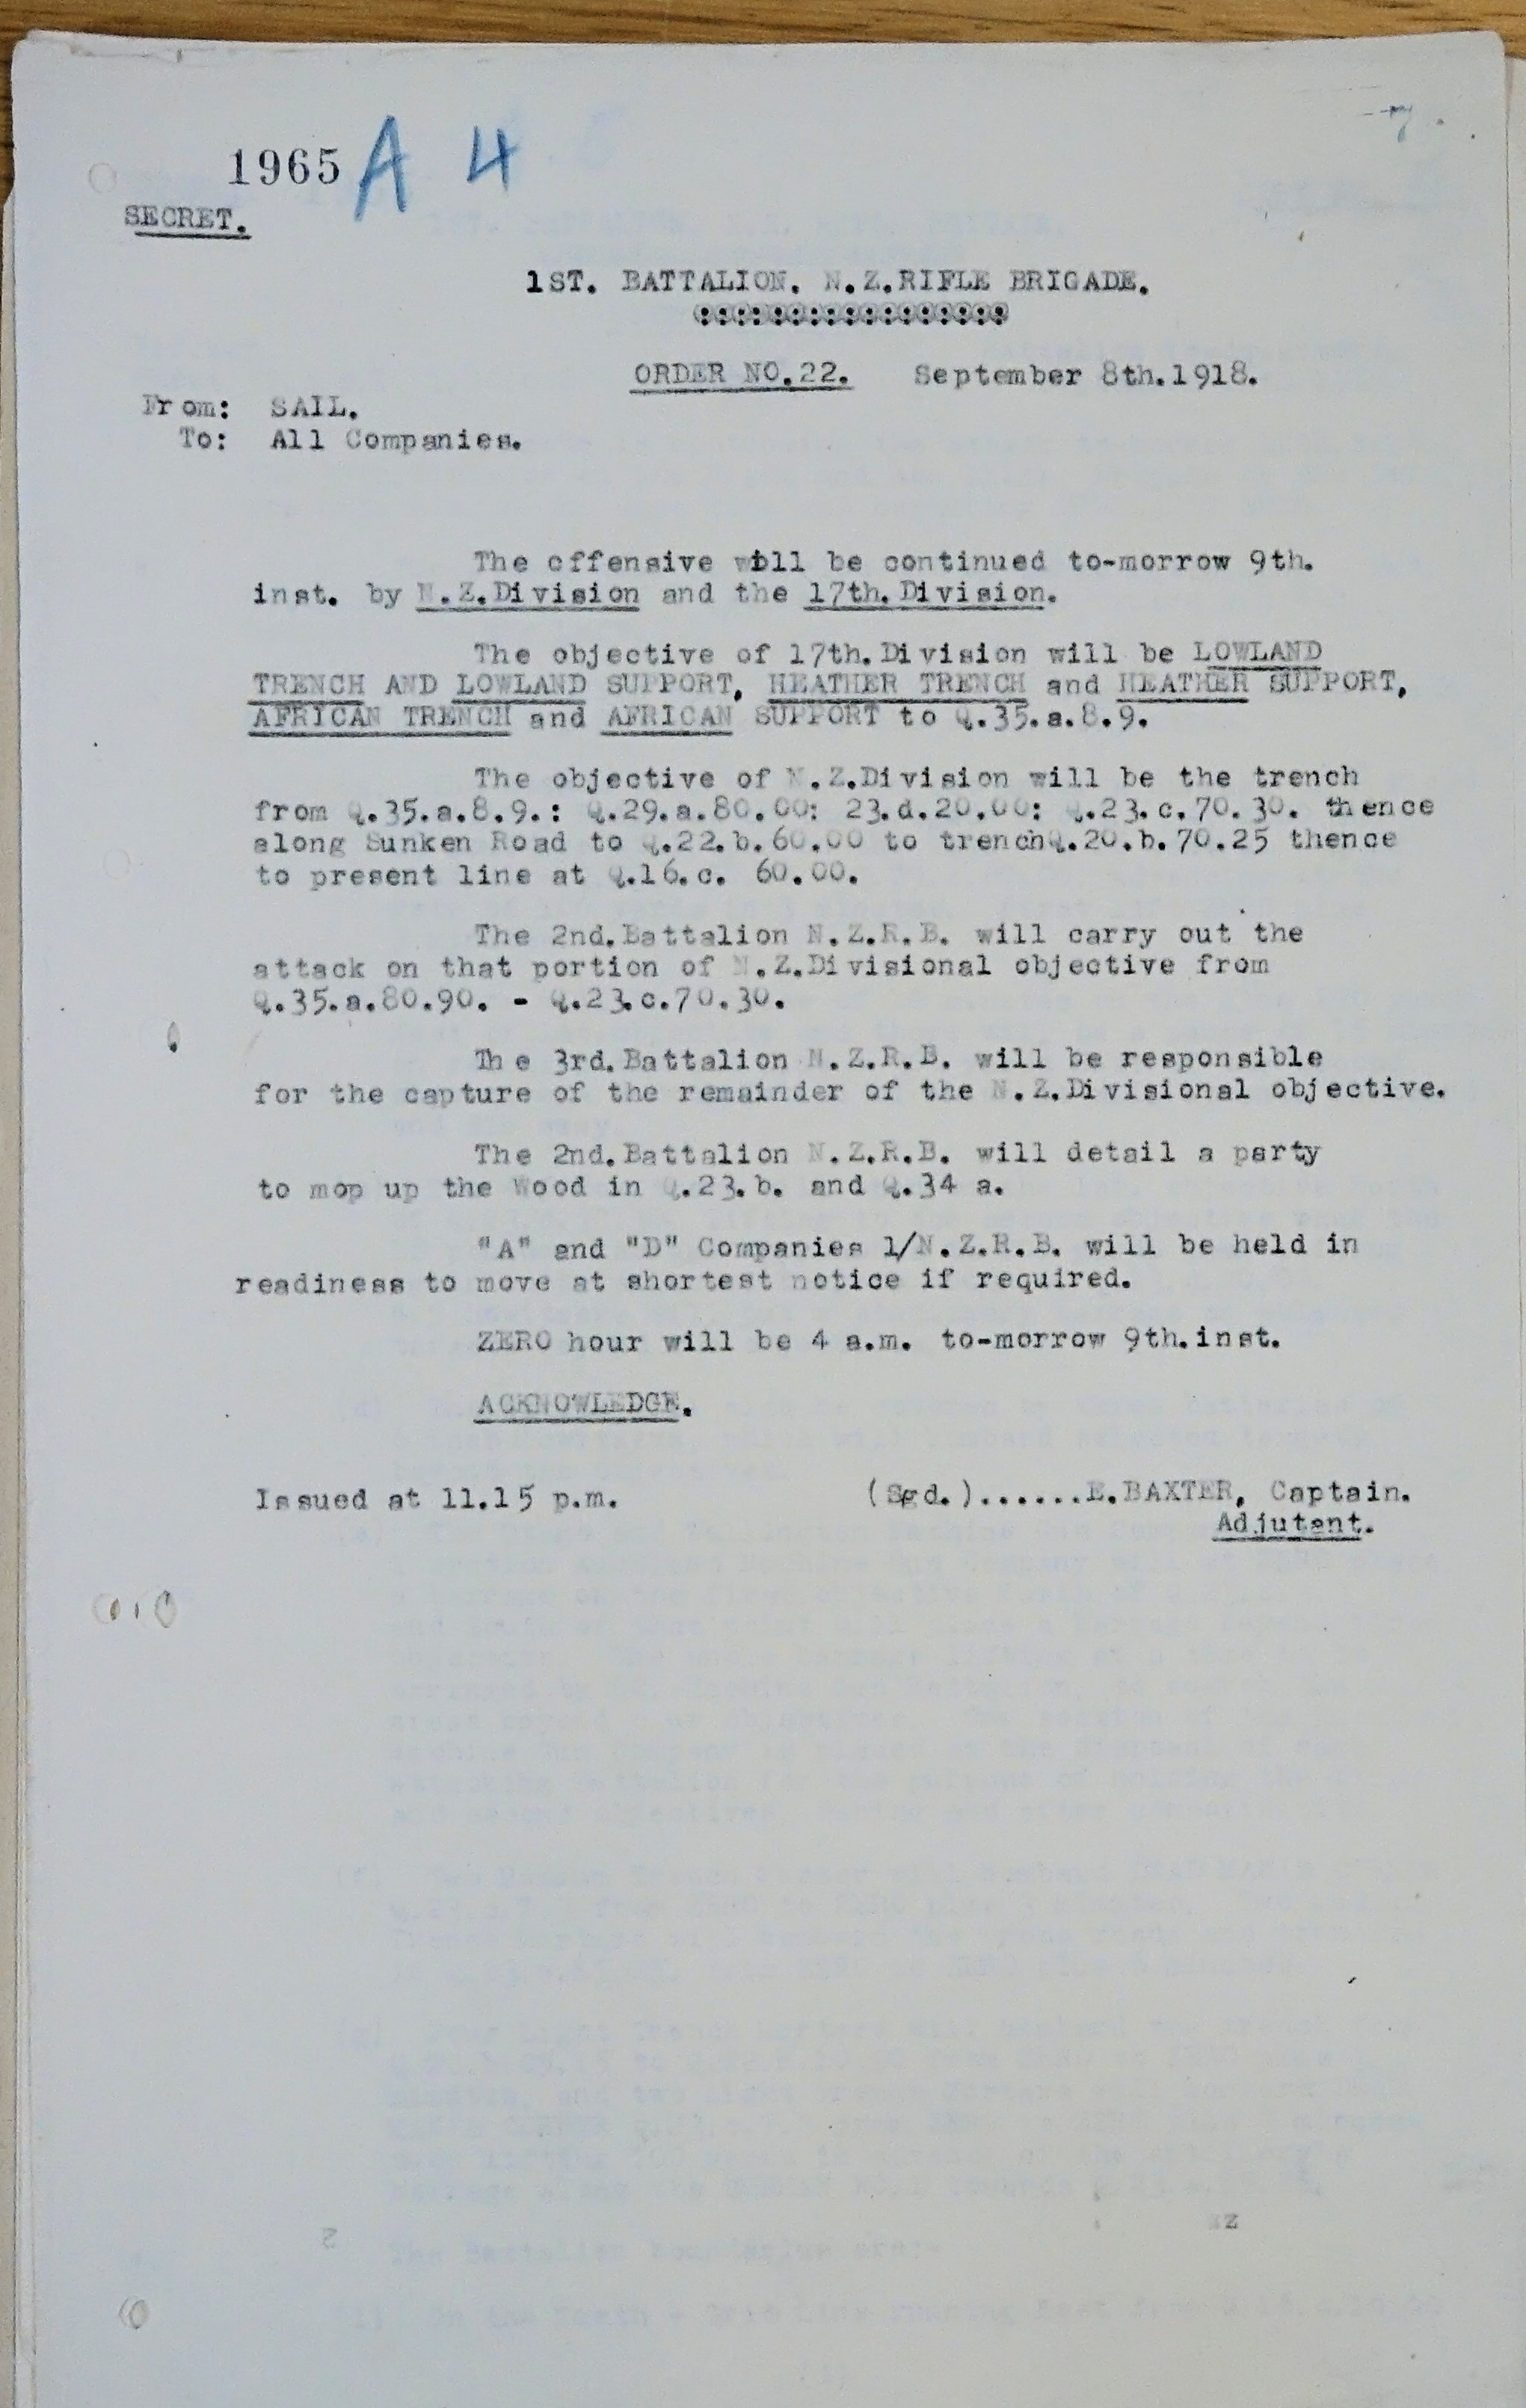 1965 A 4
SECRET.
1ST. BATTALION. N.Z.RIFLE BRIGADE.
ORDER NO.22. September 8th.1918.
From: SAIL.
To: All Companies.
The offensive will be continued to-morrow 9th.
inst. by N.Z.Division and the 17th.Division.
The objective of 17th.Division will be LOWLAND
TRENCH AND LOWLAND SUPPORT, HEATHER TRENCH and HEATHER SUPPORT,
AFRICAN TRENCH and AFRICAN SUPPORT to Q.35.a.8.9.
The objective of N.Z.Division will be the trench
from Q.35.a.8.9.: Q.29.a.80.00: 23.d.20.00: Q.23.c.70.30. thence
along Sunken Road to Q.22.b.60.00 to trenchQ.20.b.70.25 thence
to present line at Q.16.c. 60.00.
The 2nd.Battalion N.Z.R.B. will carry out the
attack on that portion of N.Z.Divisional objective from
Q.35.a.80.90. - Q.23.c.70.30.
The 3rd.Battalion N.Z.R.B. will be responsible
for the capture of the remainder of the N.Z.Divisional objective.
The 2nd.Battalion N.Z.R.B. will detail a party
to mop up the Wood in Q.23.b. and Q.34 a.
"A" and "D" Companies 1/N.Z.R.B. will be held in
readiness to move at shortest notice if required.
ZERO hour will be 4 a.m. to-morrow 9th.inst.
ACKNOWLEDGE.
Issued at 11.15 p.m. (Sgd.)......E.BAXTER, Captain.
Adjutant.